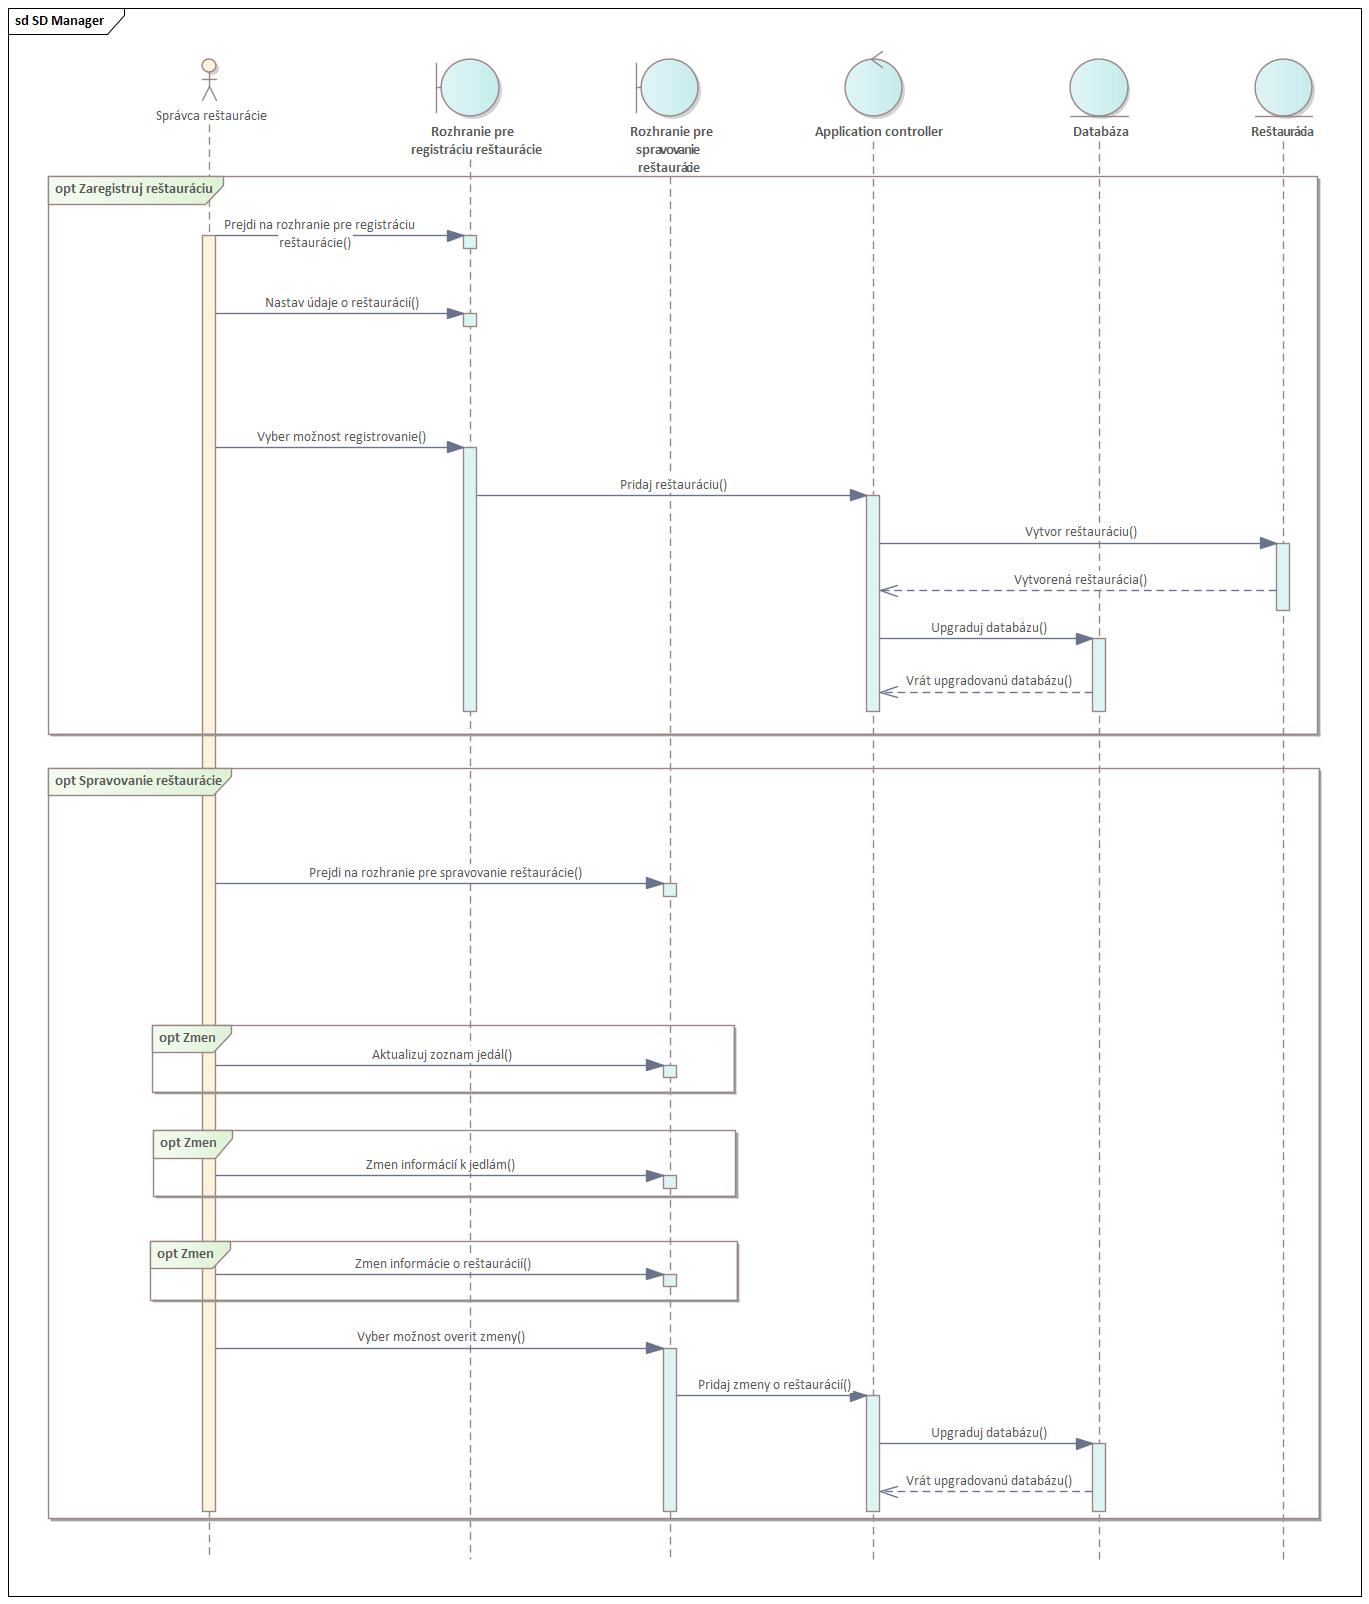 sd SD Manager
Správca reštaurácie
Rozhranie pre
registráciu reštaurácie
Rozhranie pre
spravovanie
reštaurácie
Application controller
Databáza
Reštaurácia
opt Zaregistruj reštauráciu
Prejdi na rozhranie pre registráciu
reštaurácie()
Nastav údaje o reštaurácií()
Vyber možnost registrovanie()
Pridaj reštauráciu()
Vytvor reštauráciu()
Vytvorená reštaurácia()
Upgraduj databázu()
Vrát upgradovanú databázu()
opt Spravovanie reštaurácie
Prejdi na rozhranie pre spravovanie reštaurácie()
opt Zmen
Aktualizuj zoznam jedál()
opt Zmen
Zmen informácií k jedlám()
opt Zmen
Zmen informácie o reštaurácií()
Vyber možnost overit zmeny()
Pridaj zmeny o reštaurácií()
Upgraduj databázu()
Vrát upgradovanú databázu()